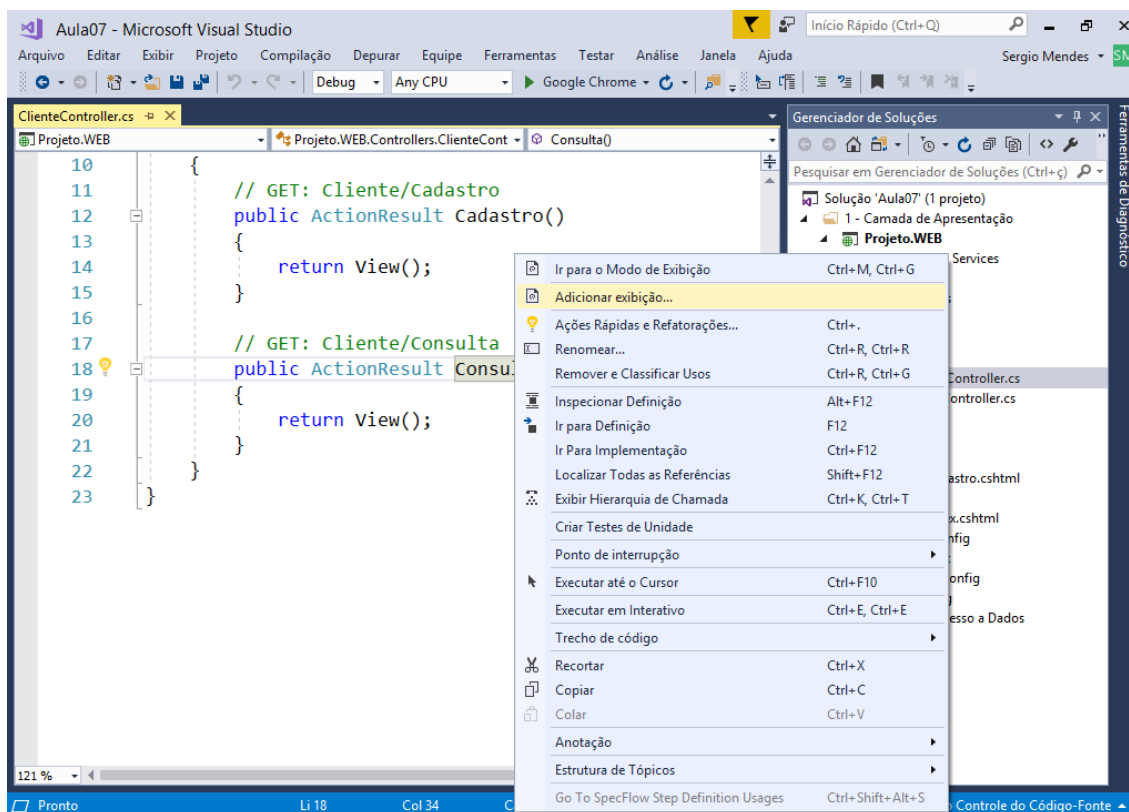 Aula07 - Microsoft Visual Studio
Início Rápido (Ctrl+Q)
Arquivo Editar Exibir Projeto Compilação Depurar Equipe Ferramentas Testar Análise Janela Ajuda
Sergio Mendes
SM
Debug Any CPU Google Chrome
ClienteController.cs
Projeto.WEB Projeto.WEB.Controllers.ClienteCont Consulta()
10 {
11 // GET: Cliente/Cadastro
12 public ActionResult Cadastro()
13 {
14 return View();
15 }
16
17 // GET: Cliente/Consulta
18 public ActionResult Consul
19 {
20 return View();
21 }
22 }
23 }
Ir para o Modo de Exibição Ctrl+M, Ctrl+G
Adicionar exibição...
Ações Rápidas e Refatorações... Ctrl+.
Renomear... Ctrl+R, Ctrl+R
Remover e Classificar Usos Ctrl+R, Ctrl+G
Inspecionar Definição Alt+F12
Ir para Definição F12
Ir Para Implementação Ctrl+F12
Localizar Todas as Referências Shift+F12
Exibir Hierarquia de Chamada Ctrl+K, Ctrl+T
Criar Testes de Unidade
Ponto de interrupção
Executar até o Cursor Ctrl+F10
Executar em Interativo Ctrl+E, Ctrl+E
Trecho de código
Recortar Ctrl+X
Copiar Ctrl+C
Colar Ctrl+V
Anotação
Estrutura de Tópicos
Go To SpecFlow Step Definition Usages Ctrl+Shift+Alt+S
Gerenciador de Soluções
Pesquisar em Gerenciador de Soluções (Ctrl+ç)
Solução 'Aula07' (1 projeto)
1 - Camada de Apresentação
Projeto.WEB
Services
Controller.cs
ontroller.cs
astro.cshtml
x.cshtml
nfig
onfig
esso a Dados
Ferramentas de Diagnóstico
121 %
Pronto Li 18 Col 34 C
Controle do Código-Fonte